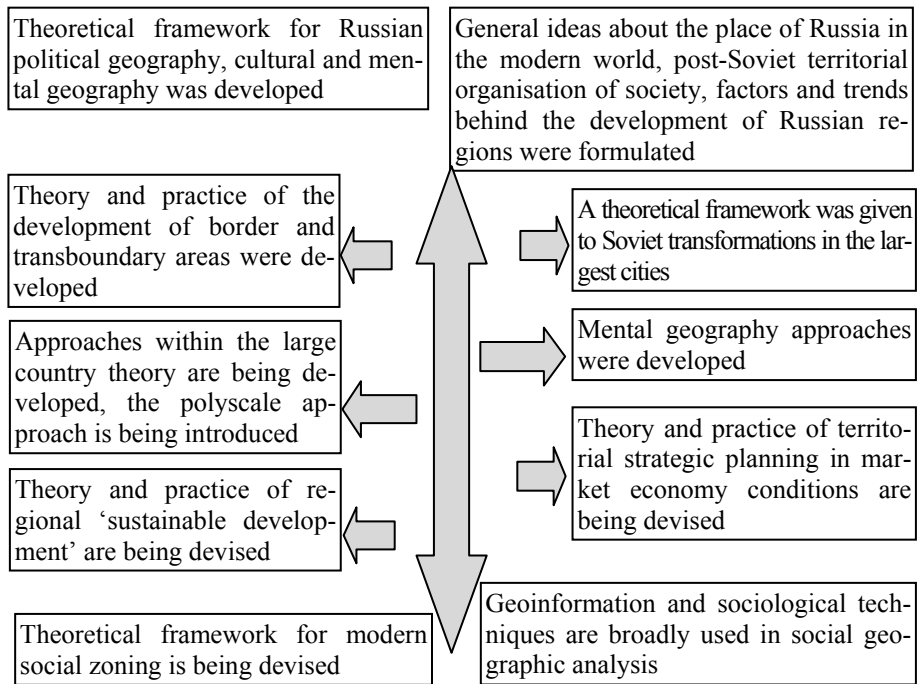 Theoretical framework for Russian
political geography, cultural and men-
tal geography was developed
General ideas about the place of Russia in
the modern world, post-Soviet territorial
organisation of society, factors and trends
behind the development of Russian re-
gions were formulated
Theory and practice of the
development of border and
transboundary areas were de-
veloped
A theoretical framework was given
to Soviet transformations in the lar-
gest cities
Approaches within the large
country theory are being de-
veloped, the polyscale ap-
proach is being introduced
Mental geography approaches
were developed
Theory and practice of territo-
rial strategic planning in mar-
ket economy conditions are
being devised
Theory and practice of re-
gional ‘sustainable develop-
ment’ are being devised
Theoretical framework for modern
social zoning is being devised
Geoinformation and sociological tech-
niques are broadly used in social geo-
graphic analysis